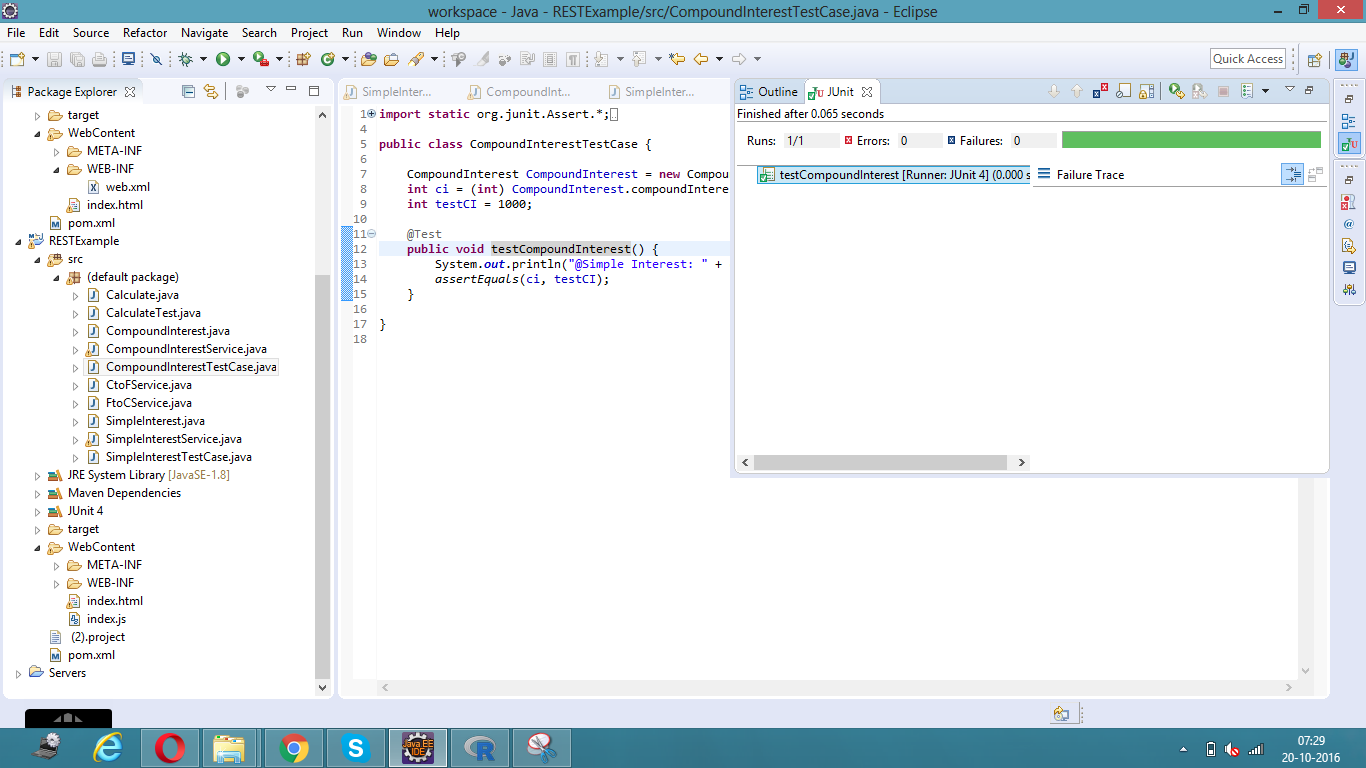 workspace - Java - RESTExample/src/CompoundInterestTestCase.java - Eclipse
File Edit Source Refactor Navigate Search Project Run Window Help
Quick Access
Package Explorer
target
WebContent
META-INF
WEB-INF
web.xml
index.html
pom.xml
RESTExample
src
(default package)
Calculate.java
CalculateTest.java
CompoundInterest.java
CompoundInterestService.java
CompoundInterestTestCase.java
CtoFService.java
FtoCService.java
SimpleInterest.java
SimpleInterestService.java
SimpleInterestTestCase.java
JRE System Library [JavaSE-1.8]
Maven Dependencies
JUnit 4
target
WebContent
META-INF
WEB-INF
index.html
index.js
(2).project
pom.xml
Servers
SimpleInter... CompoundInt... SimpleInter...
1 import static org.junit.Assert.*;
4
5 public class CompoundInterestTestCase {
6
7 CompoundInterest CompoundInterest = new Compou
8 int ci = (int) CompoundInterest.compoundIntere
9 int testCI = 1000;
10
11 @Test
12 public void testCompoundInterest() {
13 System.out.println("@Simple Interest: " +
14 assertEquals(ci, testCI);
15 }
16
17 }
18
Outline JUnit
Finished after 0.065 seconds
Runs: 1/1 Errors: 0 Failures: 0
testCompoundInterest [Runner: JUnit 4] (0.000 s
Failure Trace
Java EE
IDE
07:29
20-10-2016